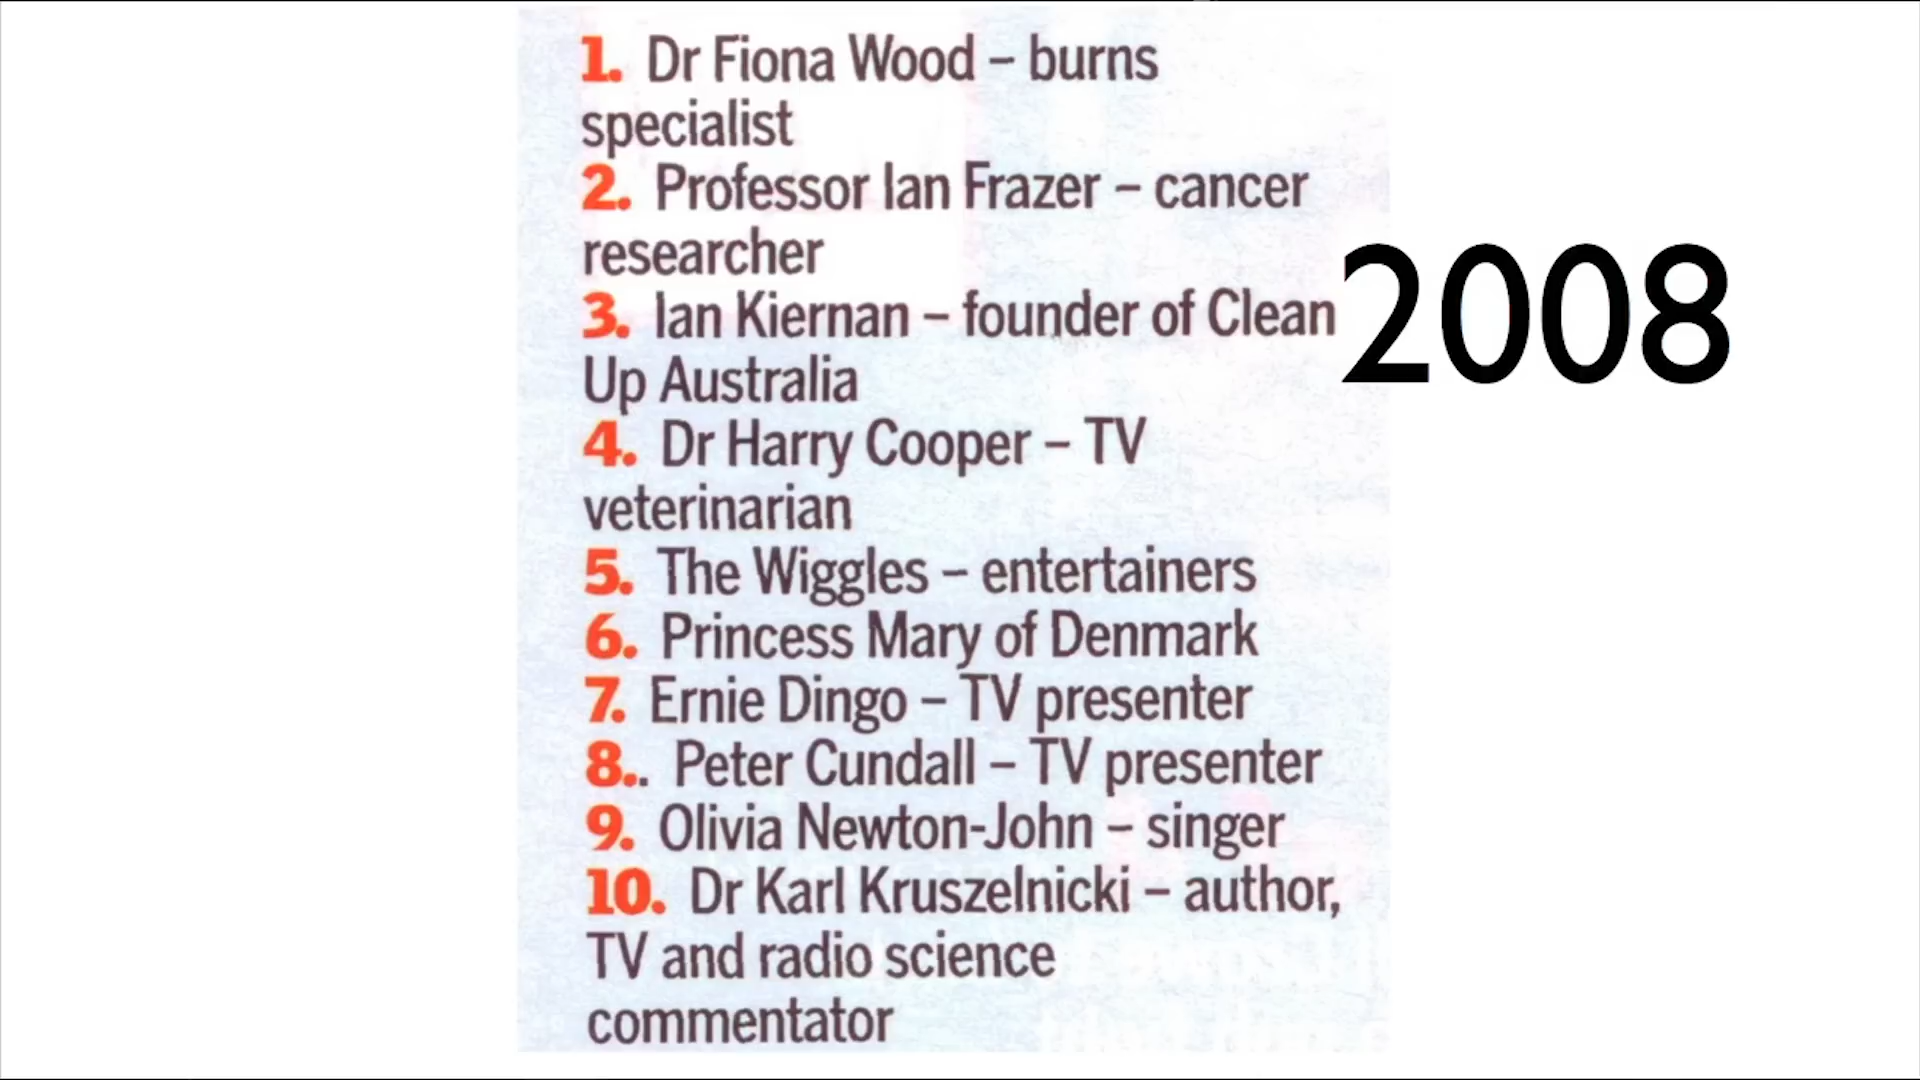 1. Dr Fiona Wood – burns
specialist
2. Professor Ian Frazer – cancer
researcher
3. Ian Kiernan – founder of Clean
Up Australia
4. Dr Harry Cooper – TV
veterinarian
5. The Wiggles – entertainers
6. Princess Mary of Denmark
7. Ernie Dingo – TV presenter
8.. Peter Cundall – TV presenter
9. Olivia Newton-John – singer
10. Dr Karl Kruszelnicki – author,
TV and radio science
commentator
2008